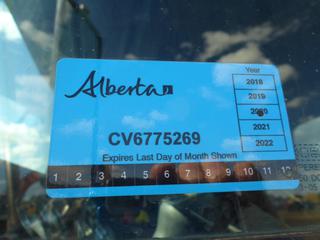 Alberta
Year
2018
2019
2020
2021
2022
CV6775269
Expires Last Day of Month Shown
1 2 3 4 5 6 7 8 9 10 11 12